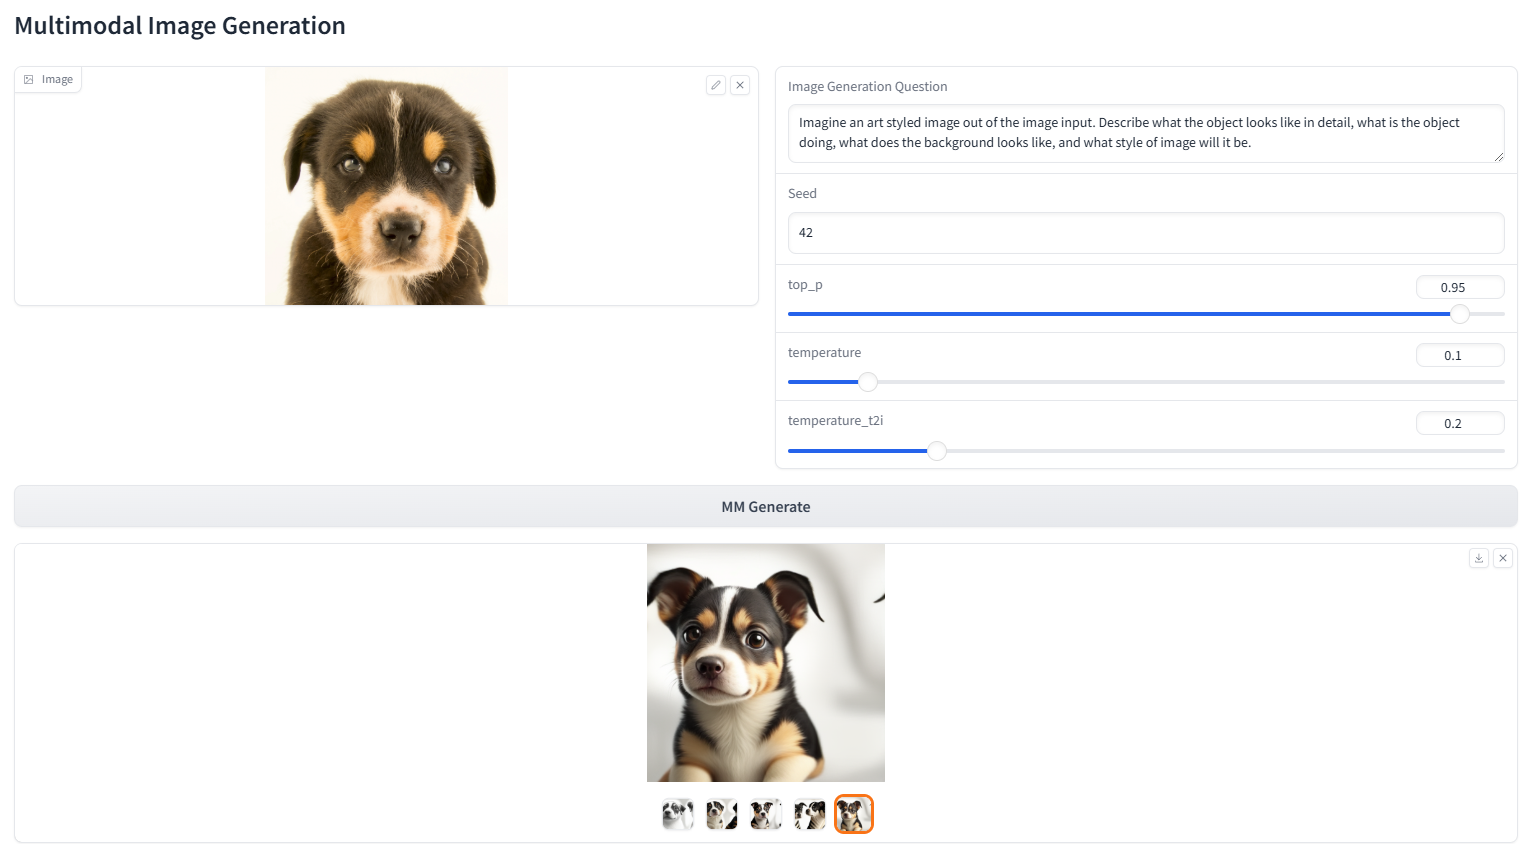 Multimodal Image Generation
Image
Image Generation Question
Imagine an art styled image out of the image input. Describe what the object looks like in detail, what is the object
doing, what does the background looks like, and what style of image will it be.
Seed
42
top_p
0.95
temperature
0.1
temperature_t2i
0.2
MM Generate